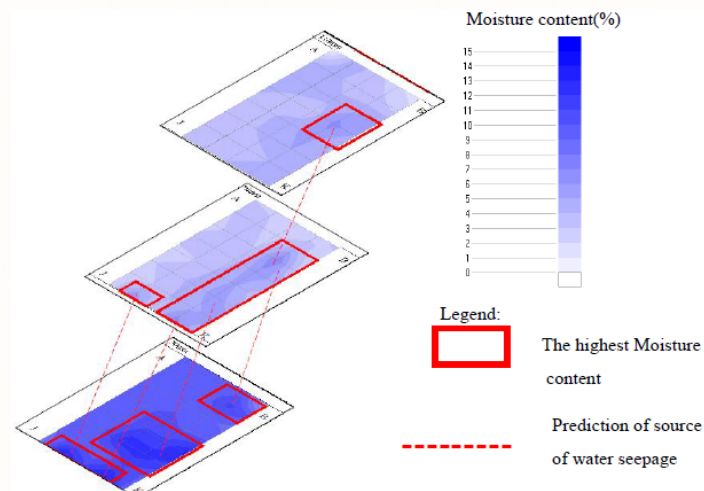 Moisture content(%)
15
14
13
12
11
10
9
8
7
6
5
4
3
2
1
0
A
J
K
A
J
A
J
Legend:
The highest Moisture
content
Prediction of source
of water seepage